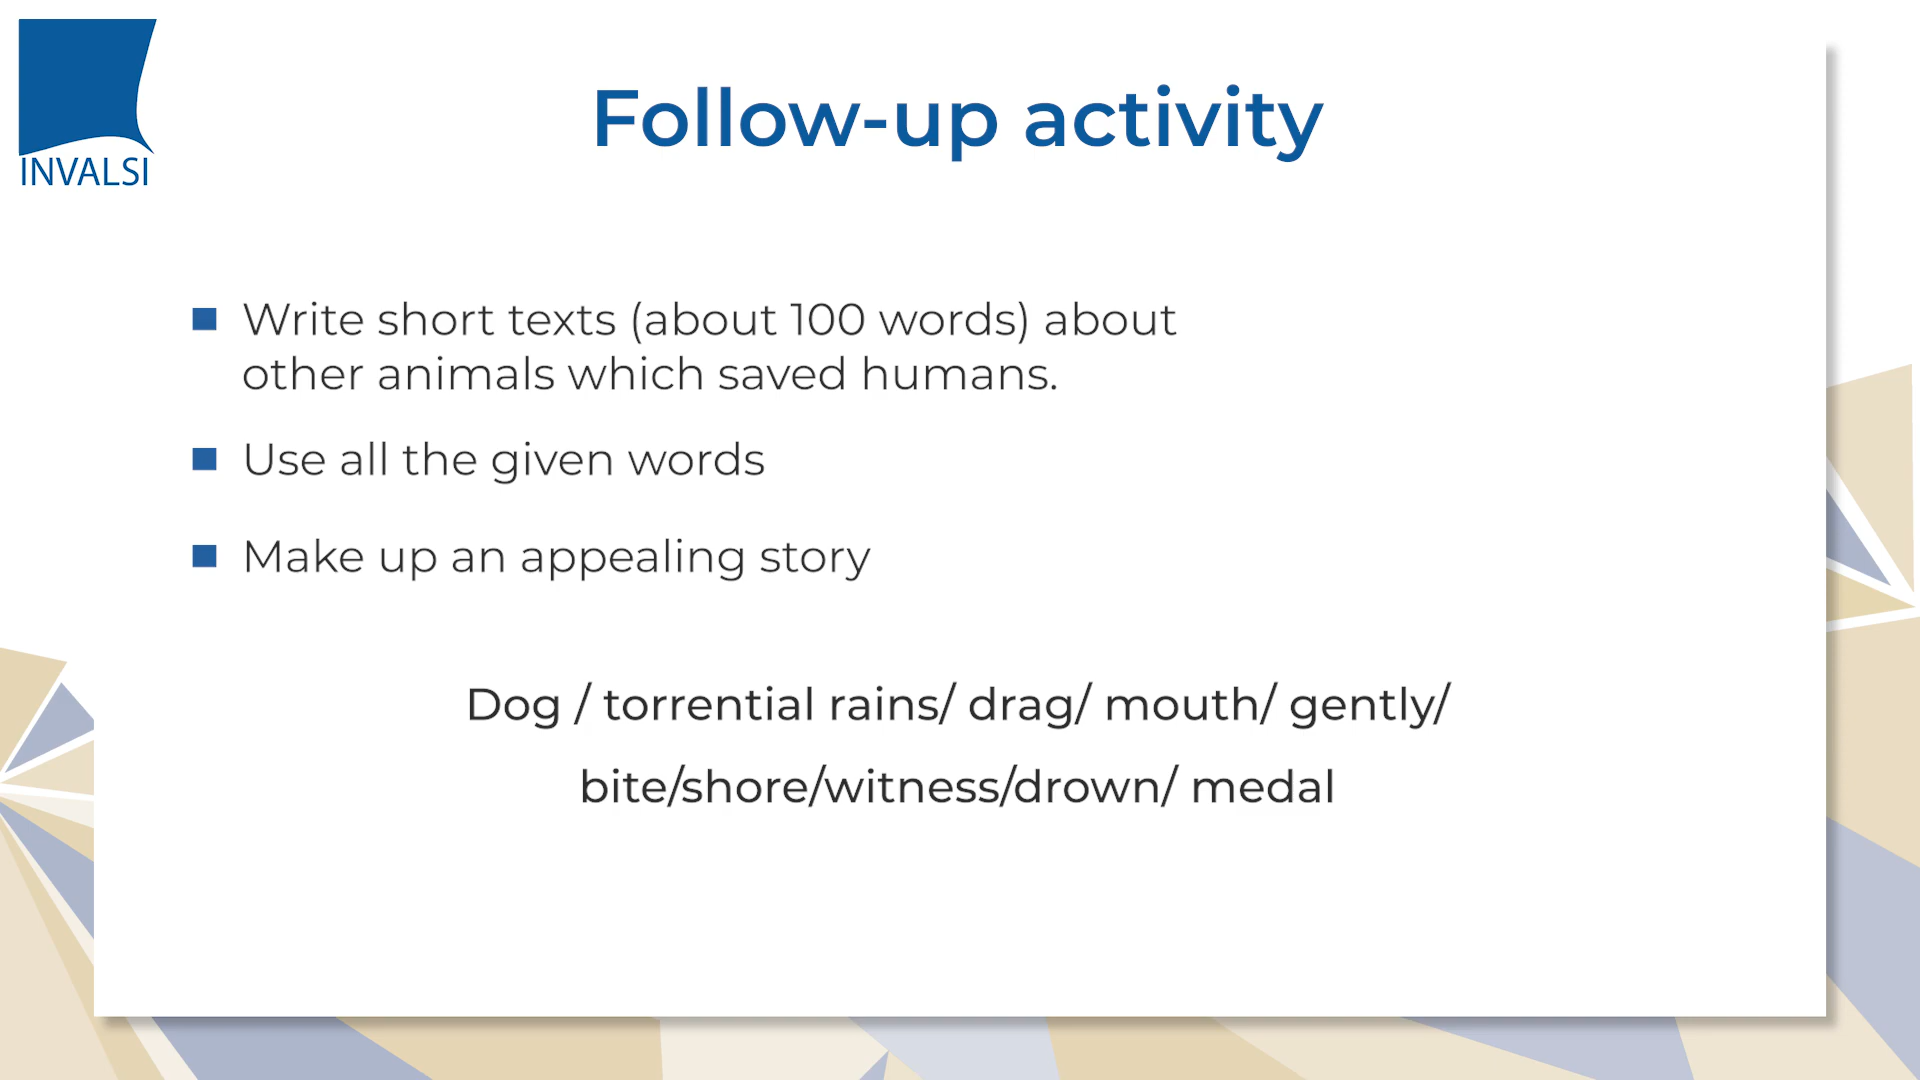 INVALSI
Follow-up activity
Write short texts (about 100 words) about
other animals which saved humans.
Use all the given words
Make up an appealing story
Dog / torrential rains/ drag/ mouth/ gently/
bite/shore/witness/drown/ medal